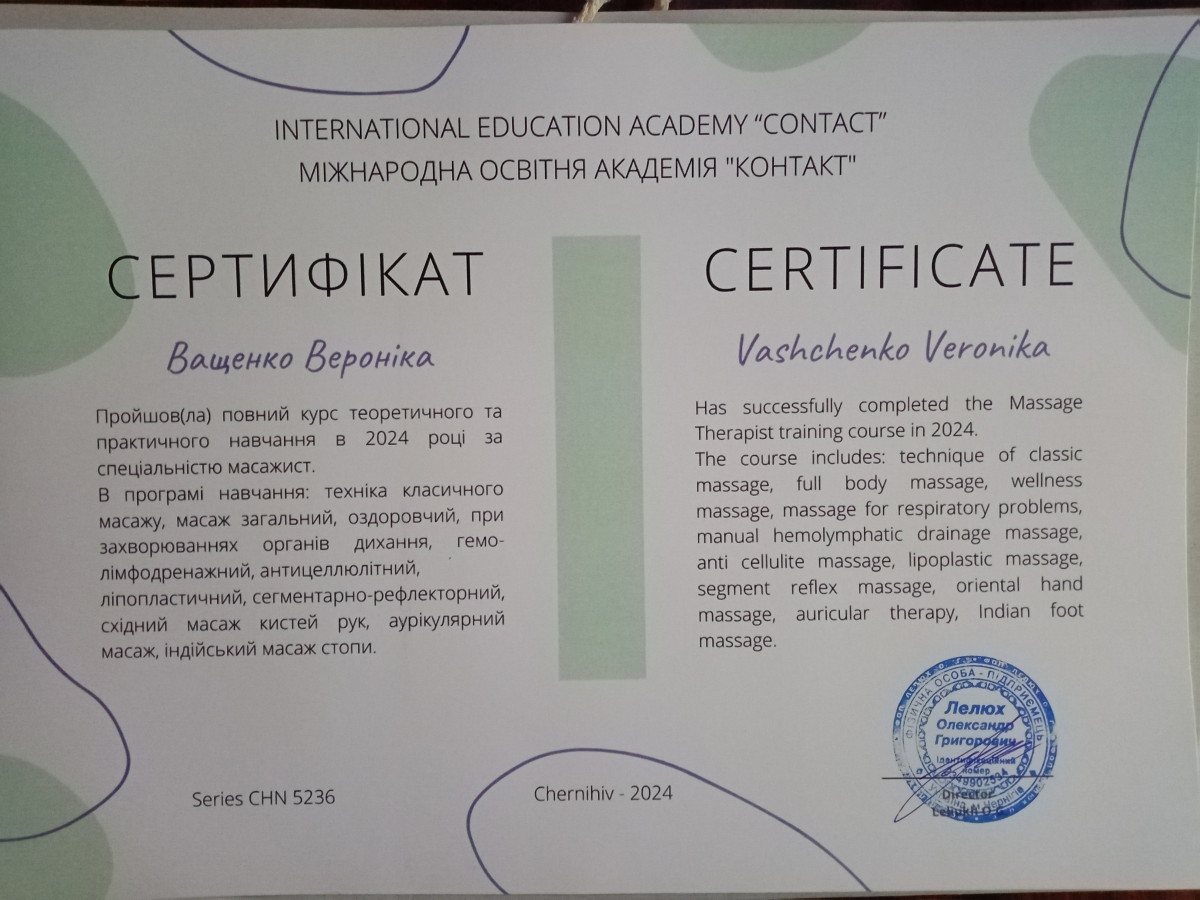 INTERNATIONAL EDUCATION ACADEMY “CONTACT”
МІЖНАРОДНА ОСВІТНЯ АКАДЕМІЯ "КОНТАКТ"
СЕРТИФІКАТ
Ващенко Вероніка
Пройшов(ла) повний курс теоретичного та
практичного навчання в 2024 році за
спеціальністю масажист.
В програмі навчання: техніка класичного
масажу, масаж загальний, оздоровчий, при
захворюваннях органів дихання, гемо-
лімфодренажний, антицеллюлітний,
ліпопластичний, сегментарно-рефлекторний,
східний масаж кистей рук, аурікулярний
масаж, індійський масаж стопи.
CERTIFICATE
Vashchenko Veronika
Has successfully completed the Massage
Therapist training course in 2024.
The course includes: technique of classic
massage, full body massage, wellness
massage, massage for respiratory problems,
manual hemolymphatic drainage massage,
anti cellulite massage, lipoplastic massage,
segment reflex massage, oriental hand
massage, auricular therapy, Indian foot
massage.
Series CHN 5236
Chernihiv - 2024
ФІЗИЧНА ОСОБА - ПІДПРИЄМЕЦЬ
Лелюх
Олександр
Григорович
Ідентифікаційний
номер
Director